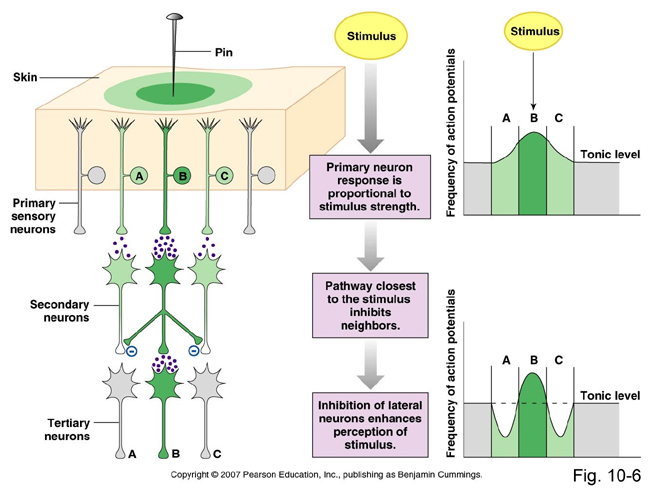 Pin
Skin
A
B
C
Primary
sensory
neurons
Secondary
neurons
-
-
Tertiary
neurons
A
B
C
Stimulus
Primary neuron
response is
proportional to
stimulus strength.
Pathway closest
to the stimulus
inhibits
neighbors.
Inhibition of lateral
neurons enhances
perception of
stimulus.
Stimulus
Frequency of action potentials
A B C
Tonic level
Frequency of action potentials
A B C
Tonic level
Copyright © 2007 Pearson Education, Inc., publishing as Benjamin Cummings.
Fig. 10-6